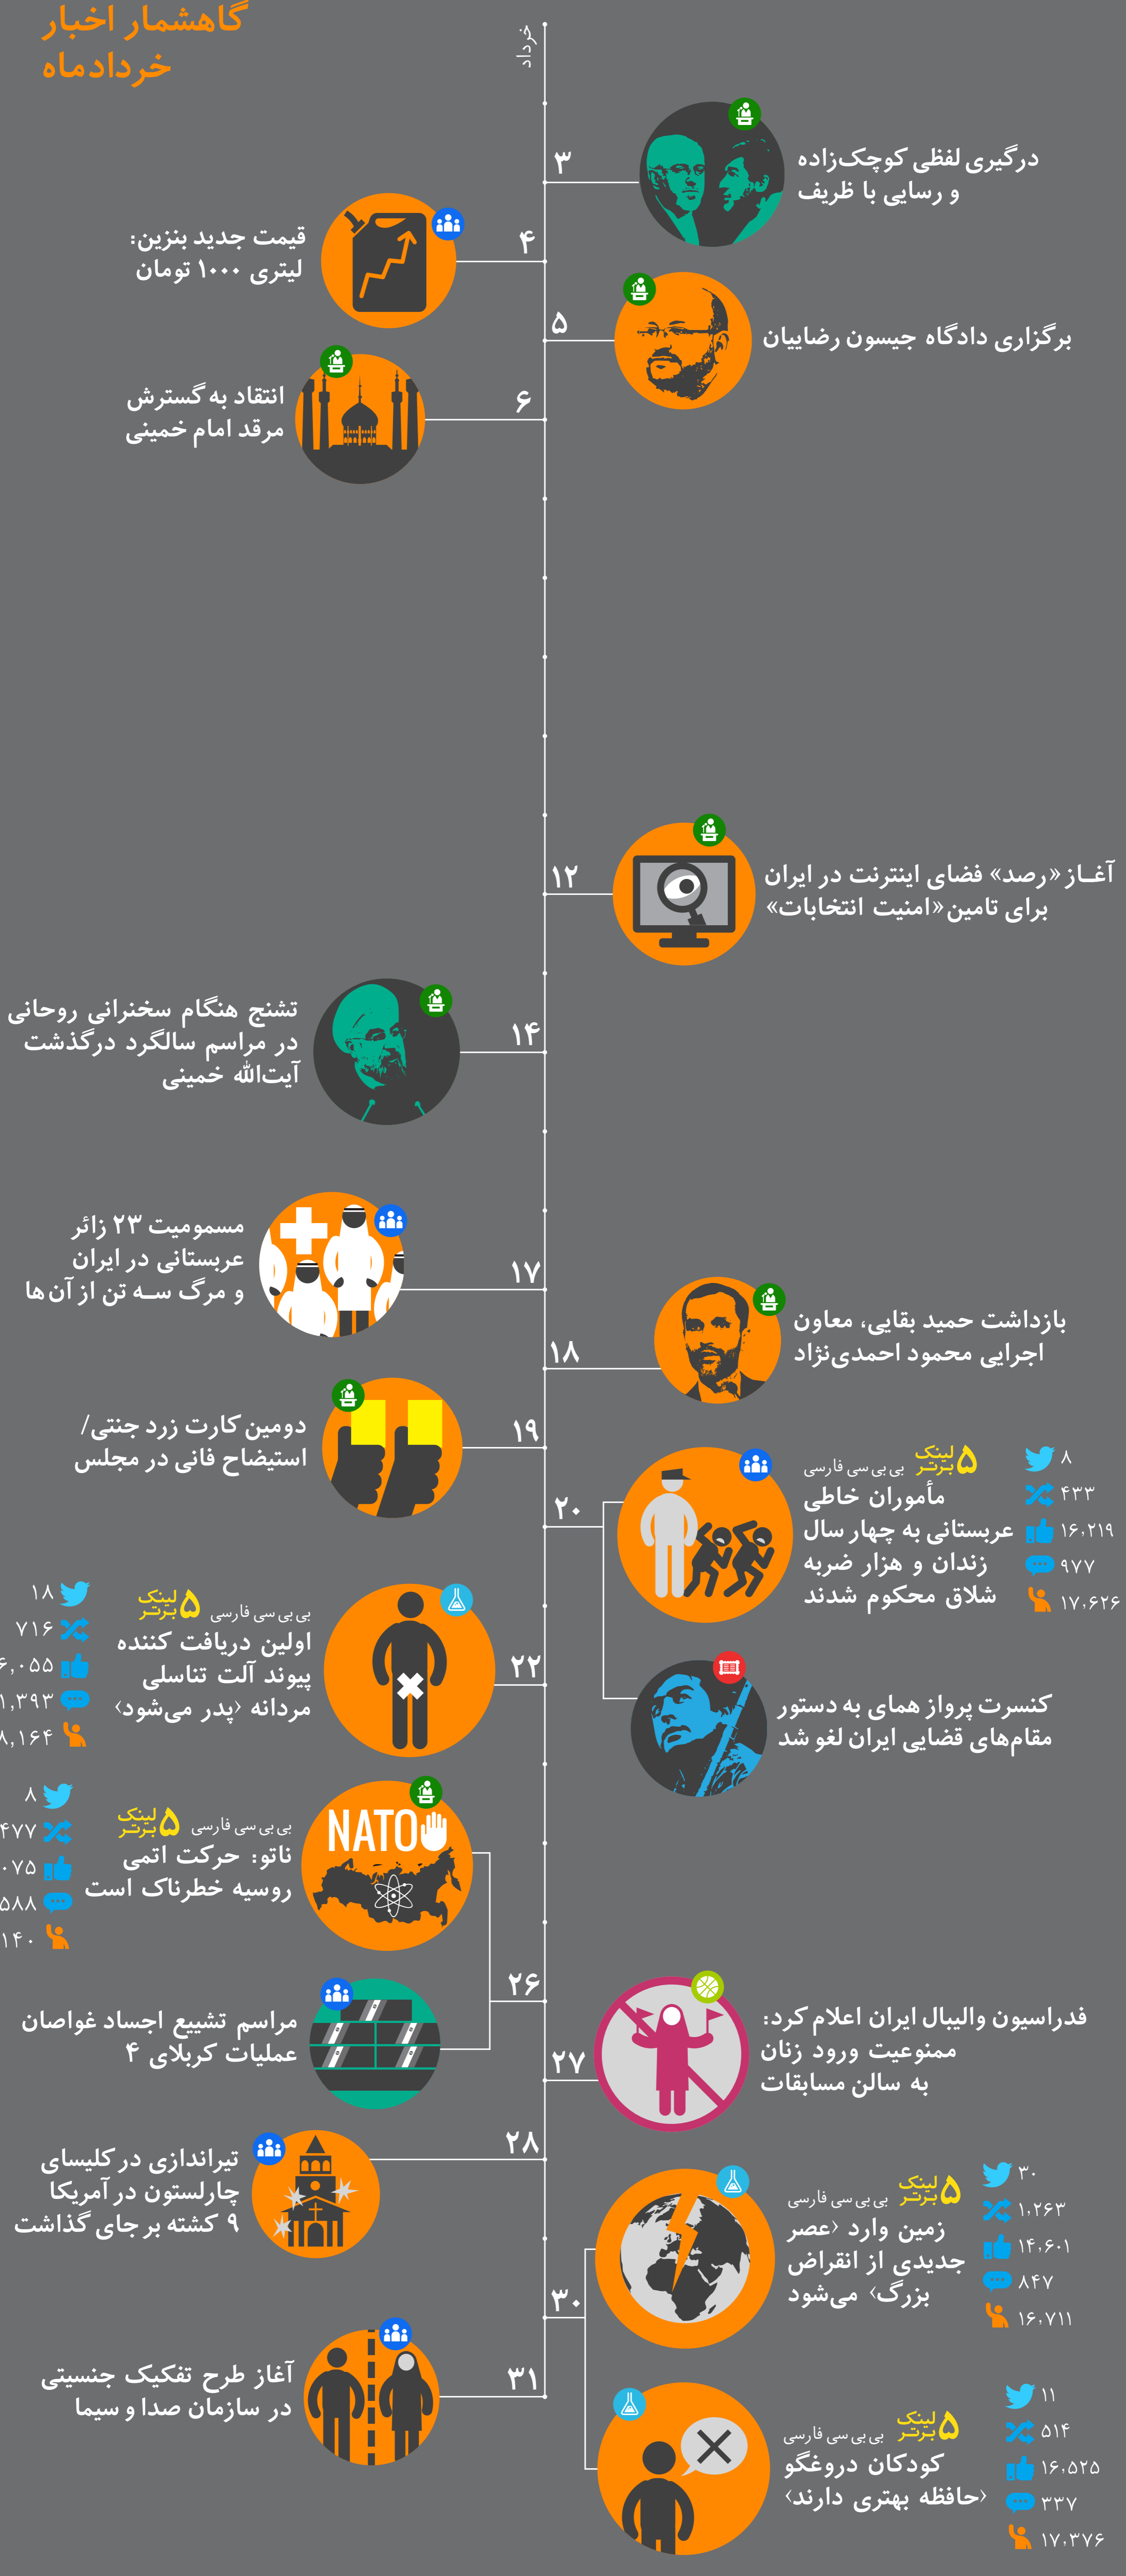 گاهشمار اخبار
خردادماه
خرداد
۳
درگیری لفظی کوچک‌زاده
و رسایی با ظریف
۴
قیمت جدید بنزین:
لیتری ۱۰۰۰ تومان
۵
برگزاری دادگاه جیسون رضاییان
۶
انتقاد به گسترش
مرقد امام خمینی
۱۲
آغـاز «رصد» فضای اینترنت در ایران
برای تامین «امنیت انتخابات»
۱۴
تشنج هنگام سخنرانی روحانی
در مراسم سالگرد درگذشت
آیت‌الله خمینی
۱۷
مسمومیت ۲۳ زائر
عربستانی در ایران
و مرگ سـه تن از آن‌ها
۱۸
بازداشت حمید بقایی، معاون
اجرایی محمود احمدی‌نژاد
۱۹
دومین کارت زرد جنتی/
استیضاح فانی در مجلس
۲۰
۵ لینک برتر بی‌بی‌سی فارسی
مأموران خاطی
عربستانی به چهار سال
زندان و هزار ضربه
شلاق محکوم شدند
۸
۴۳۳
۱۶،۲۱۹
۹۷۷
۱۷،۶۲۶
کنسرت پرواز همای به دستور
مقام‌های قضایی ایران لغو شد
۲۲
۵ لینک برتر بی‌بی‌سی فارسی
اولین دریافت کننده
پیوند آلت تناسلی
مردانه ‹پدر می‌شود›
۱۸
۷۱۶
۶,۰۵۵
۱,۳۹۳
۸,۱۶۴
۵ لینک برتر بی‌بی‌سی فارسی
NATO
ناتو: حرکت اتمی
روسیه خطرناک است
۸
۴۷۷
۰۷۵
۵۸۸
۱۴۰
۲۶
مراسم تشییع اجساد غواصان
عملیات کربلای ۴
۲۷
فدراسیون والیبال ایران اعلام کرد:
ممنوعیت ورود زنان
به سالن مسابقات
۲۸
تیراندازی در کلیسای
چارلستون در آمریکا
۹ کشته بر جای گذاشت
۳۰
۵ لینک برتر بی‌بی‌سی فارسی
زمین وارد ‹عصر
جدیدی از انقراض
بزرگ› می‌شود
۳۰
۱،۲۶۳
۱۴،۶۰۱
۸۴۷
۱۶،۷۱۱
۵ لینک برتر بی‌بی‌سی فارسی
کودکان دروغگو
‹حافظه بهتری دارند›
۱۱
۵۱۴
۱۶،۵۲۵
۳۳۷
۱۷،۳۷۶
۳۱
آغاز طرح تفکیک جنسیتی
در سازمان صدا و سیما